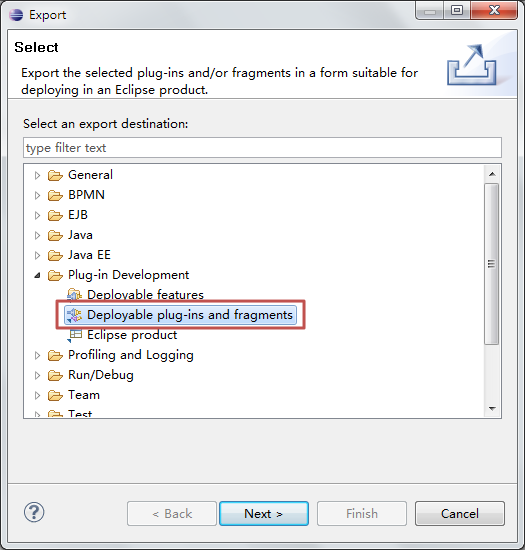 Export
Select
Export the selected plug-ins and/or fragments in a form suitable for
deploying in an Eclipse product.
Select an export destination:
type filter text
General
BPMN
EJB
Java
Java EE
Plug-in Development
Deployable features
Deployable plug-ins and fragments
Eclipse product
Profiling and Logging
Run/Debug
Team
Test
?
< Back
Next >
Finish
Cancel